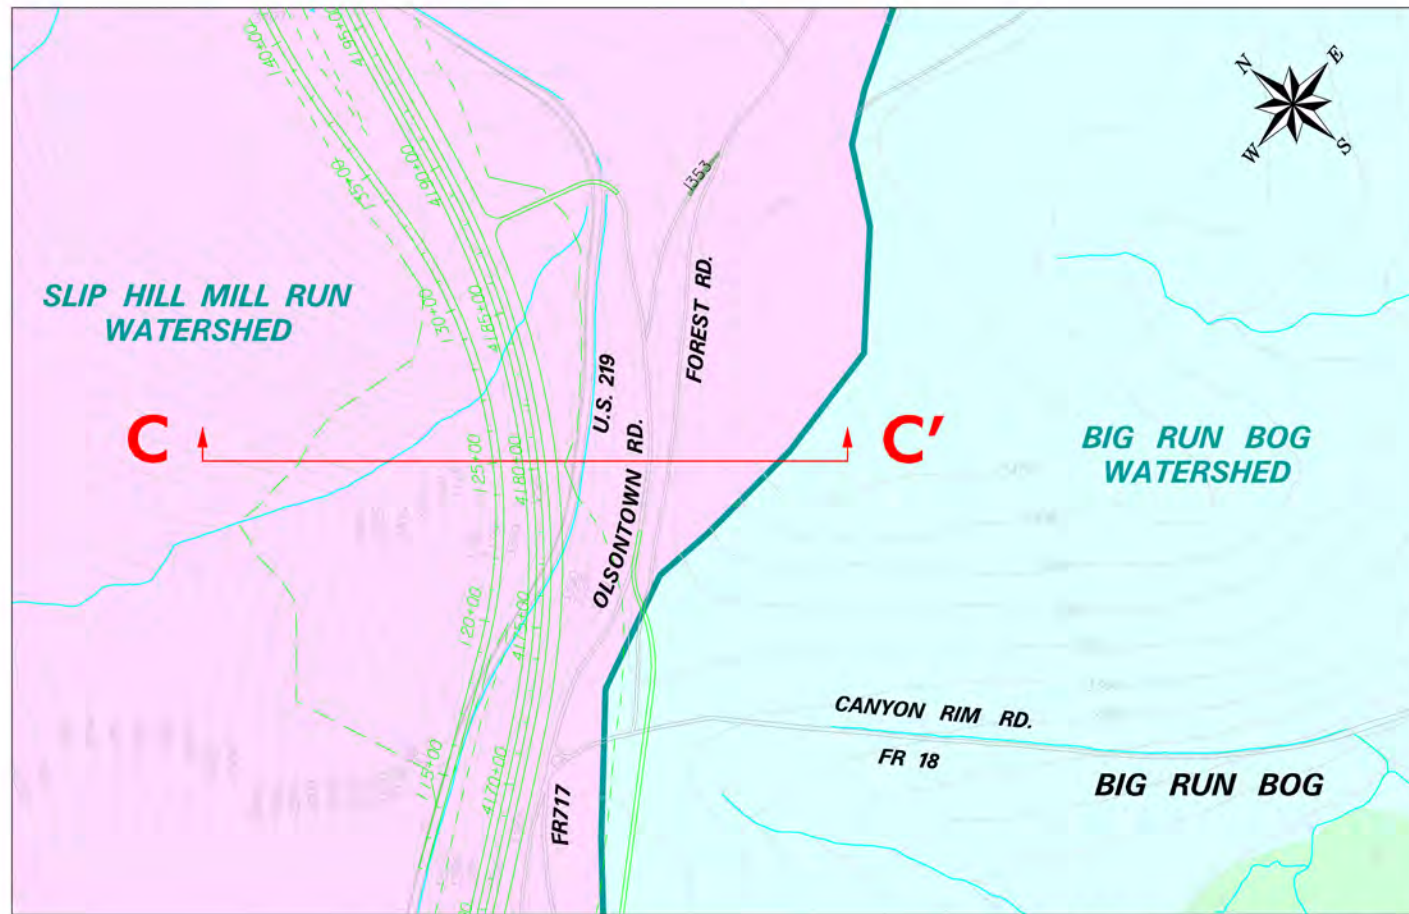 4195+00
140+00
N
E
W
S
4190+00
135+00
1353
SLIP HILL MILL RUN
WATERSHED
130+00
4185+00
FOREST RD.
U.S. 219
C
C'
BIG RUN BOG
WATERSHED
125+00
4180+00
OLSONTOWN RD.
120+00
4175+00
CANYON RIM RD.
FR 18
115+00
4170+00
FR717
BIG RUN BOG